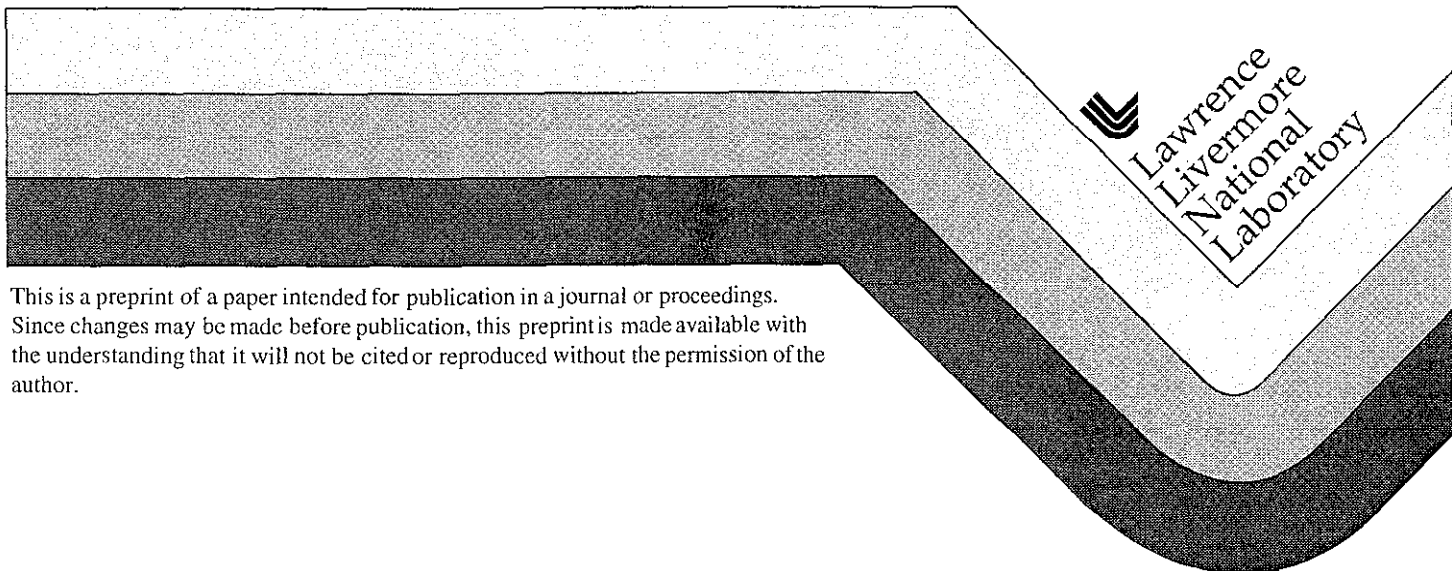 Lawrence
Livermore
National
Laboratory
This is a preprint of a paper intended for publication in a journal or proceedings.
Since changes may be made before publication, this preprint is made available with
the understanding that it will not be cited or reproduced without the permission of the
author.